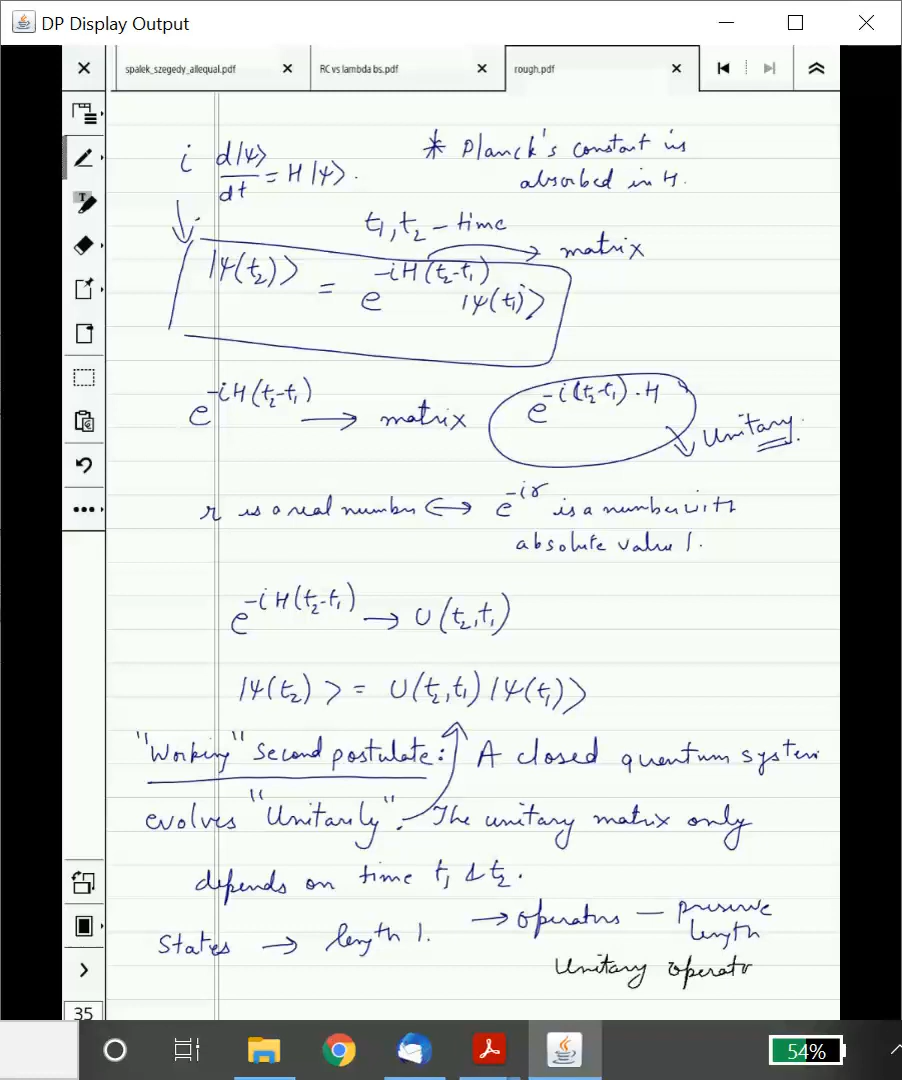 DP Display Output
spalek_szegedy_allequal.pdf
RC vs lambda bs.pdf
rough.pdf
i d|ψ⟩/dt = H|ψ⟩.
* Planck's constant is
absorbed in H.
t₁, t₂ - time
|ψ(t₂)⟩ = e^{-iH(t₂-t₁)} |ψ(t₁)⟩
→ matrix
e^{-iH(t₂-t₁)} → matrix
e^{-i(t₂-t₁)·H}
Unitary.
r is a real number ↔ e^{-ir} is a number with
absolute value 1.
e^{-iH(t₂-t₁)} → U(t₂,t₁)
|ψ(t₂)> = U(t₂,t₁)|ψ(t₁)>
"Working" Second postulate: A closed quantum system
evolves "Unitarily". The unitary matrix only
depends on time t₁ & t₂.
States → length 1. → operators – preserve
length
Unitary operato
35
54%